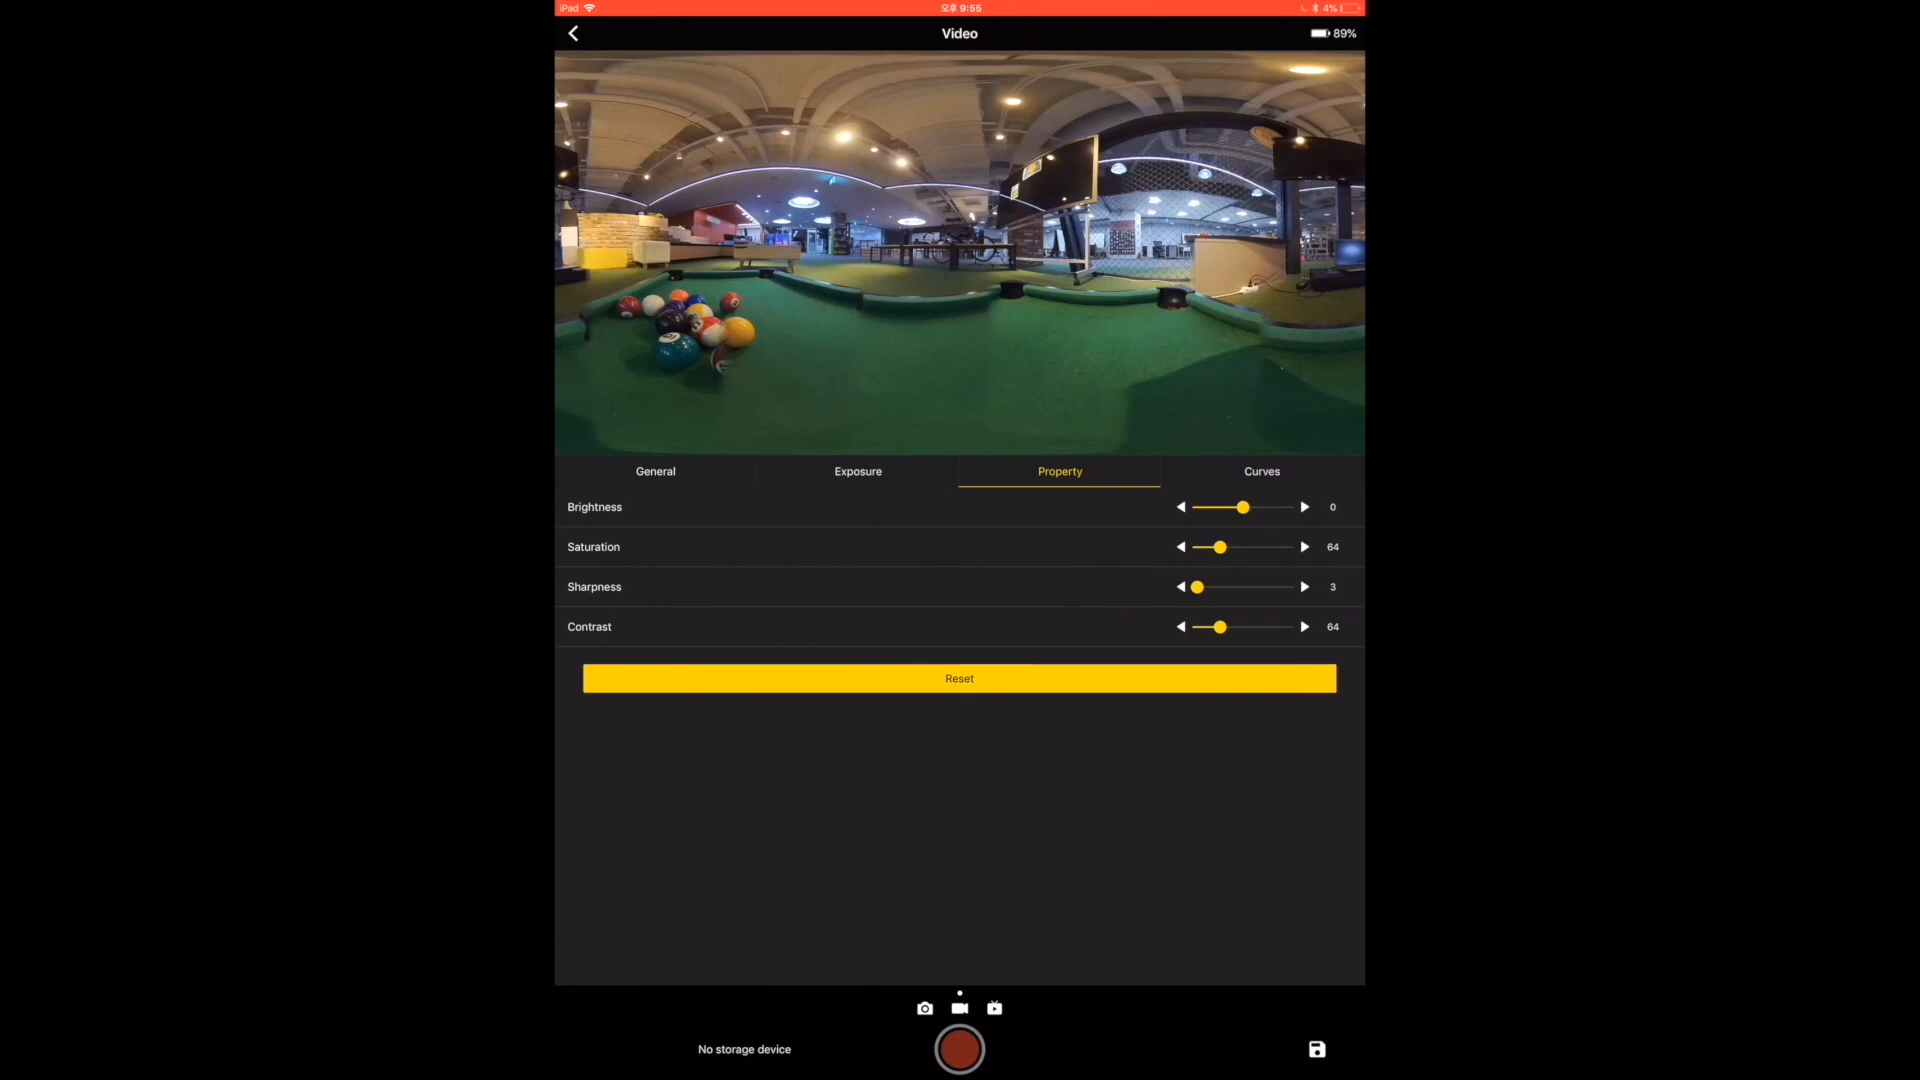 iPad 오후 9:55 4%
Video 89%
General Exposure Property Curves
Brightness 0
Saturation 64
Sharpness 3
Contrast 64
Reset
No storage device